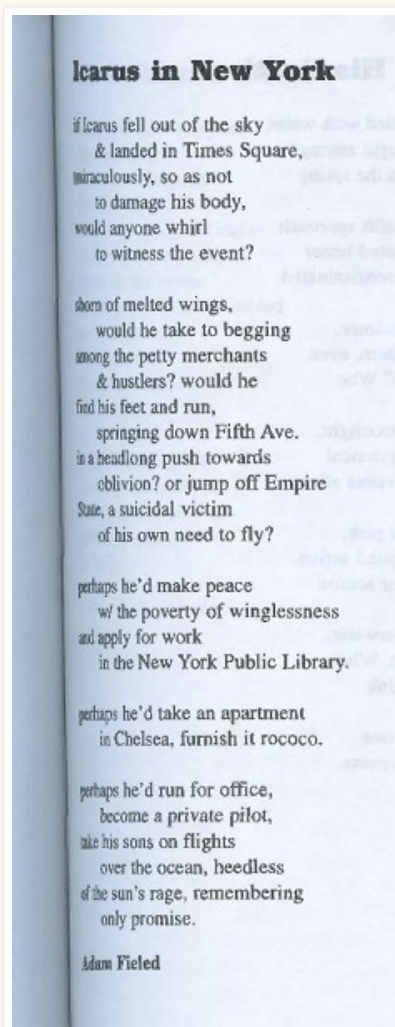 Icarus in New York
if Icarus fell out of the sky
& landed in Times Square,
miraculously, so as not
to damage his body,
would anyone whirl
to witness the event?
shorn of melted wings,
would he take to begging
among the petty merchants
& hustlers? would he
find his feet and run,
springing down Fifth Ave.
in a headlong push towards
oblivion? or jump off Empire
State, a suicidal victim
of his own need to fly?
perhaps he'd make peace
w/ the poverty of winglessness
and apply for work
in the New York Public Library.
perhaps he'd take an apartment
in Chelsea, furnish it rococo.
perhaps he'd run for office,
become a private pilot,
take his sons on flights
over the ocean, heedless
of the sun's rage, remembering
only promise.
Adam Fieled